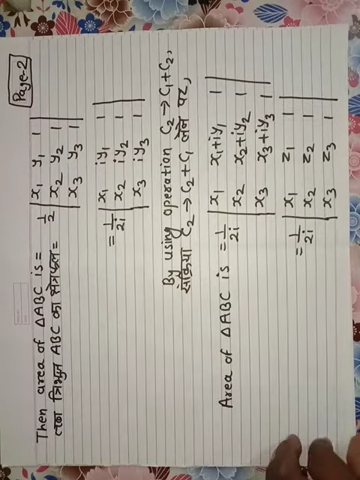 Page-2
Then area of △ABC is = 1/2 | x₁ y₁ 1 |
| x₂ y₂ 1 |
| x₃ y₃ 1 |
तथा त्रिभुज ABC का क्षेत्रफल =
= 1/2i | x₁ iy₁ 1 |
| x₂ iy₂ 1 |
| x₃ iy₃ 1 |
By using operation C₂ → C₁ + C₂,
संक्रिया C₂ → C₂ + C₁ लेने पर,
Area of △ABC is = 1/2i | x₁ x₁+iy₁ 1 |
| x₂ x₂+iy₂ 1 |
| x₃ x₃+iy₃ 1 |
= 1/2i | x₁ z₁ 1 |
| x₂ z₂ 1 |
| x₃ z₃ 1 |